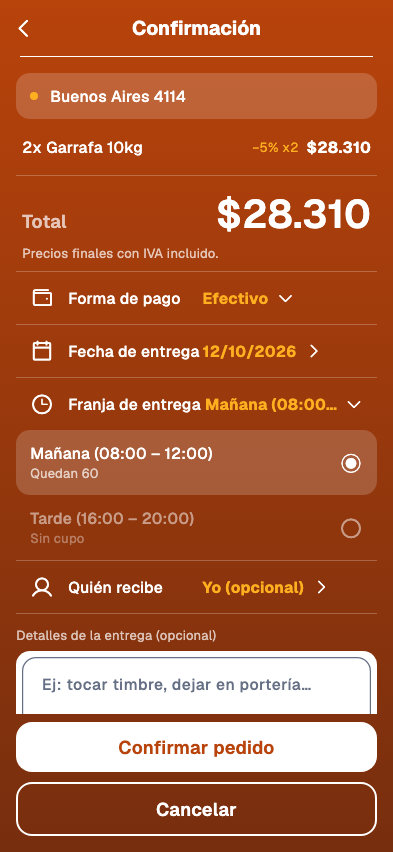 Confirmación
Buenos Aires 4114
2x Garrafa 10kg −5% x2 $28.310
Total $28.310
Precios finales con IVA incluido.
Forma de pago Efectivo
Fecha de entrega 12/10/2026
Franja de entrega Mañana (08:00...
Mañana (08:00 – 12:00)
Quedan 60
Tarde (16:00 – 20:00)
Sin cupo
Quién recibe Yo (opcional)
Detalles de la entrega (opcional)
Ej: tocar timbre, dejar en portería...
Confirmar pedido
Cancelar